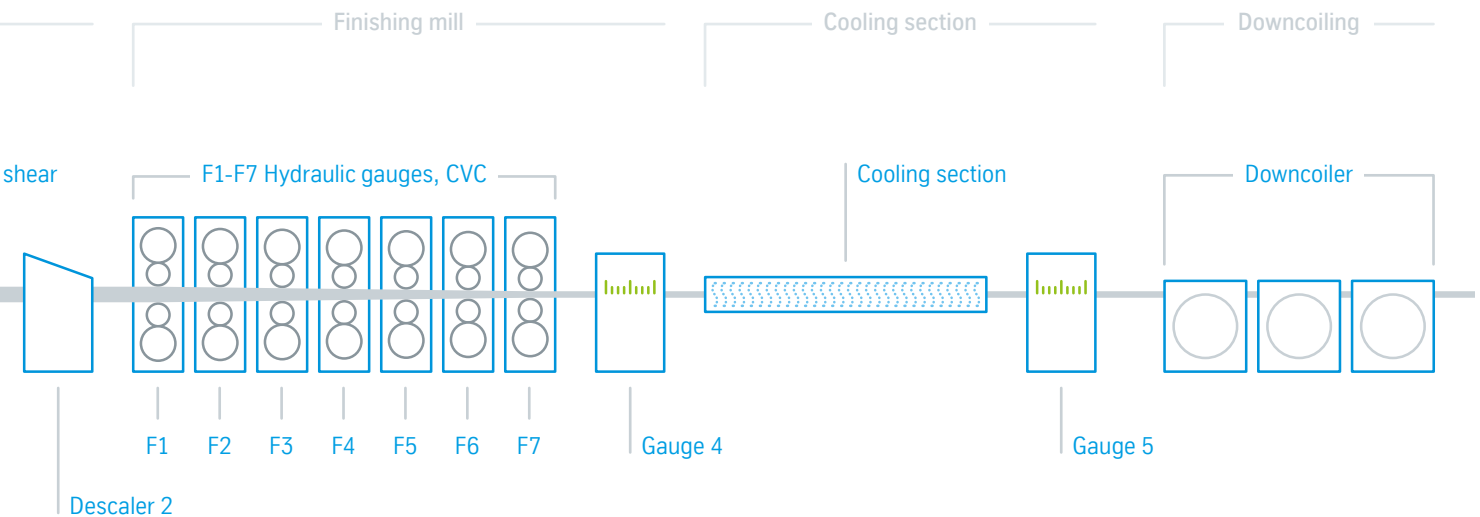 Finishing mill
Cooling section
Downcoiling
shear
F1-F7 Hydraulic gauges, CVC
Cooling section
Downcoiler
F1
F2
F3
F4
F5
F6
F7
Gauge 4
Gauge 5
Descaler 2